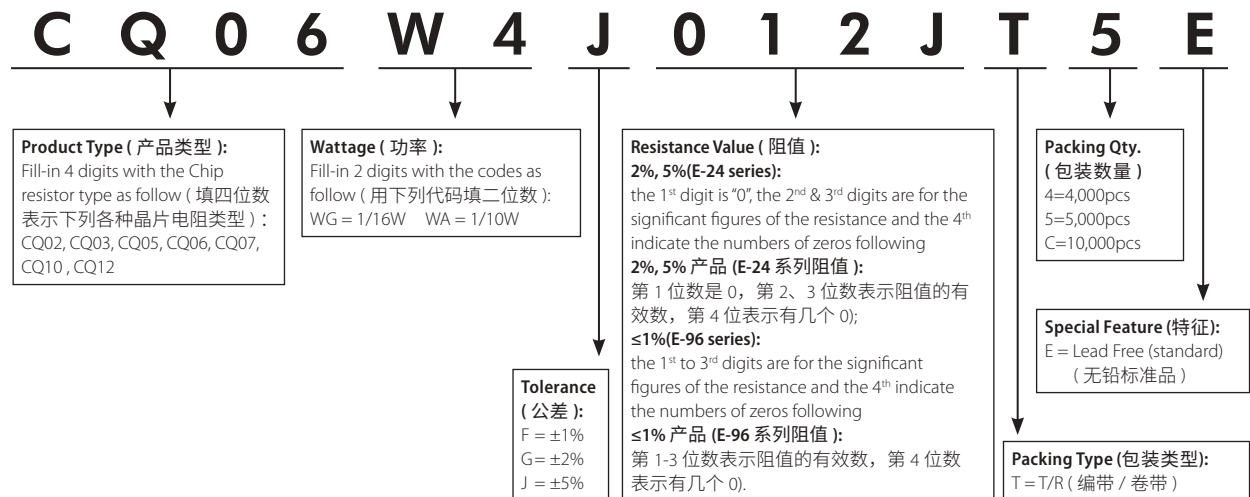 C Q 0 6 W 4 J 0 1 2 J T 5 E
Product Type ( 产品类型 ):
Fill-in 4 digits with the Chip
resistor type as follow ( 填四位数
表示下列各种晶片电阻类型 ) :
CQ02, CQ03, CQ05, CQ06, CQ07,
CQ10 , CQ12
Wattage ( 功率 ):
Fill-in 2 digits with the codes as
follow ( 用下列代码填二位数 ):
WG = 1/16W WA = 1/10W
Tolerance
( 公差 ):
F = ±1%
G= ±2%
J = ±5%
Resistance Value ( 阻值 ):
2%, 5%(E-24 series):
the 1st digit is “0”, the 2nd & 3rd digits are for the
significant figures of the resistance and the 4th
indicate the numbers of zeros following
2%, 5% 产品 (E-24 系列阻值 ):
第 1 位数是 0，第 2、3 位数表示阻值的有
效数，第 4 位表示有几个 0);
≤1%(E-96 series):
the 1st to 3rd digits are for the significant
figures of the resistance and the 4th indicate
the numbers of zeros following
≤1% 产品 (E-96 系列阻值 ):
第 1-3 位数表示阻值的有效数，第 4 位数
表示有几个 0).
Packing Qty.
( 包装数量 )
4=4,000pcs
5=5,000pcs
C=10,000pcs
Special Feature (特征):
E = Lead Free (standard)
( 无铅标准品 )
Packing Type (包装类型):
T = T/R ( 编带 / 卷带 )